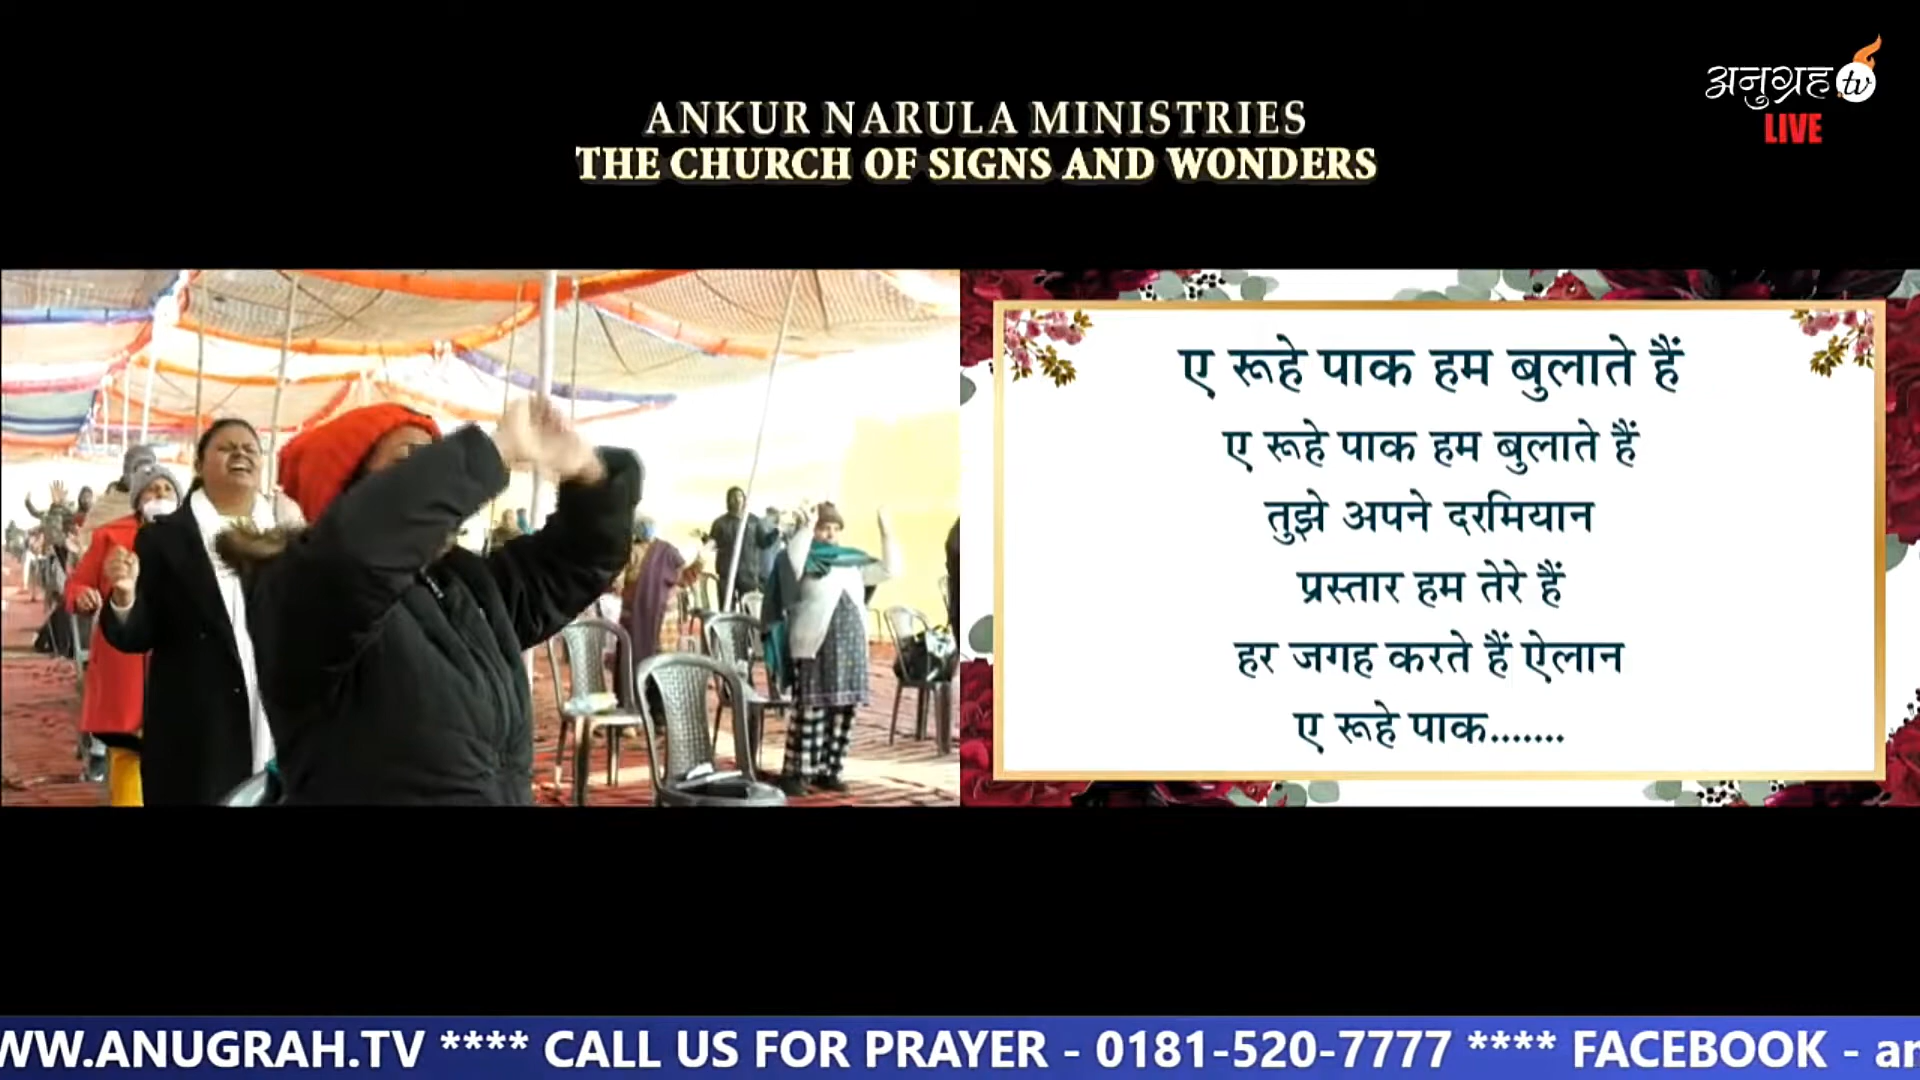 अनुग्रह.tv
LIVE
ANKUR NARULA MINISTRIES
THE CHURCH OF SIGNS AND WONDERS
ए रूहे पाक हम बुलाते हैं
ए रूहे पाक हम बुलाते हैं
तुझे अपने दरमियान
प्रस्तार हम तेरे हैं
हर जगह करते हैं ऐलान
ए रूहे पाक.......
WW.ANUGRAH.TV **** CALL US FOR PRAYER - 0181-520-7777 **** FACEBOOK - an